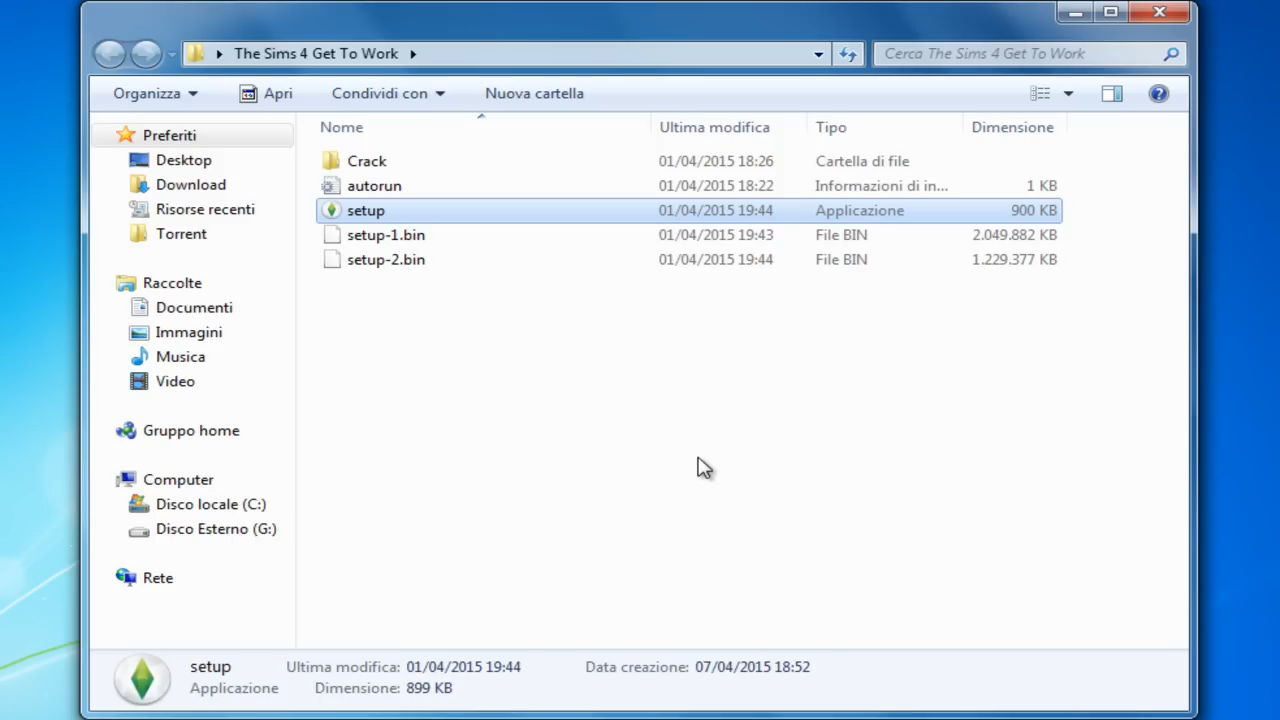 The Sims 4 Get To Work
Cerca The Sims 4 Get To Work
Organizza Apri Condividi con Nuova cartella
Nome Ultima modifica Tipo Dimensione
Preferiti
Desktop
Download
Risorse recenti
Torrent
Raccolte
Documenti
Immagini
Musica
Video
Gruppo home
Computer
Disco locale (C:)
Disco Esterno (G:)
Rete
Crack 01/04/2015 18:26 Cartella di file
autorun 01/04/2015 18:22 Informazioni di in... 1 KB
setup 01/04/2015 19:44 Applicazione 900 KB
setup-1.bin 01/04/2015 19:43 File BIN 2.049.882 KB
setup-2.bin 01/04/2015 19:44 File BIN 1.229.377 KB
setup Ultima modifica: 01/04/2015 19:44 Data creazione: 07/04/2015 18:52
Applicazione Dimensione: 899 KB